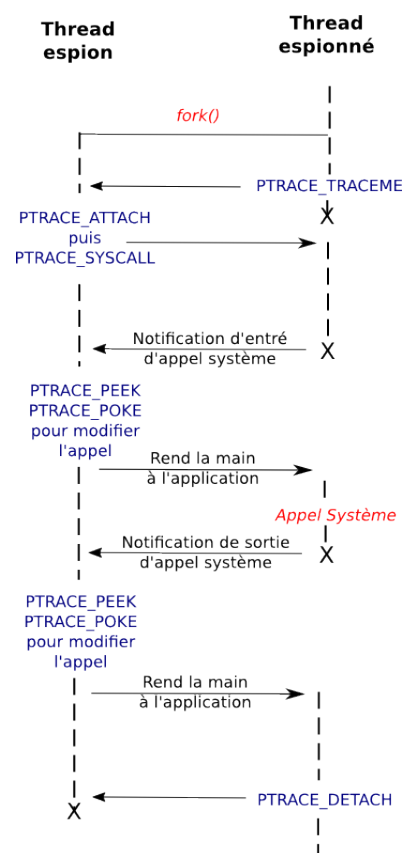 Thread
espion
Thread
espionné
fork()
PTRACE_TRACEME
X
PTRACE_ATTACH
puis
PTRACE_SYSCALL
Notification d'entré
d'appel système
X
PTRACE_PEEK
PTRACE_POKE
pour modifier
l'appel
Rend la main
à l'application
Appel Système
Notification de sortie
d'appel système
X
PTRACE_PEEK
PTRACE_POKE
pour modifier
l'appel
Rend la main
à l'application
PTRACE_DETACH
X